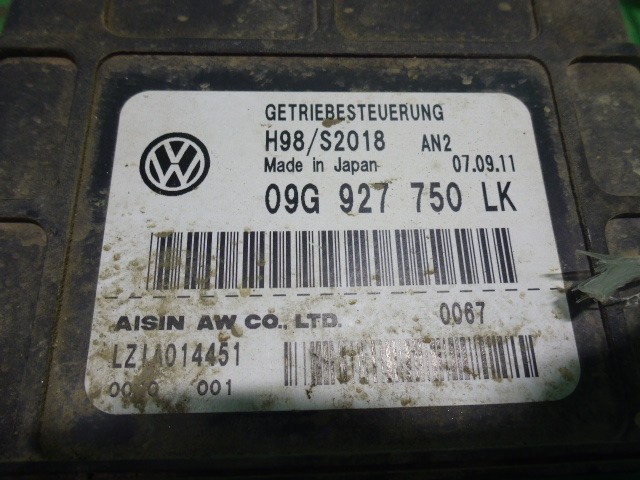 GETRIEBESTEUERUNG
H98/S2018 AN2
Made in Japan 07.09.11
09G 927 750 LK
AISIN AW CO., LTD. 0067
001